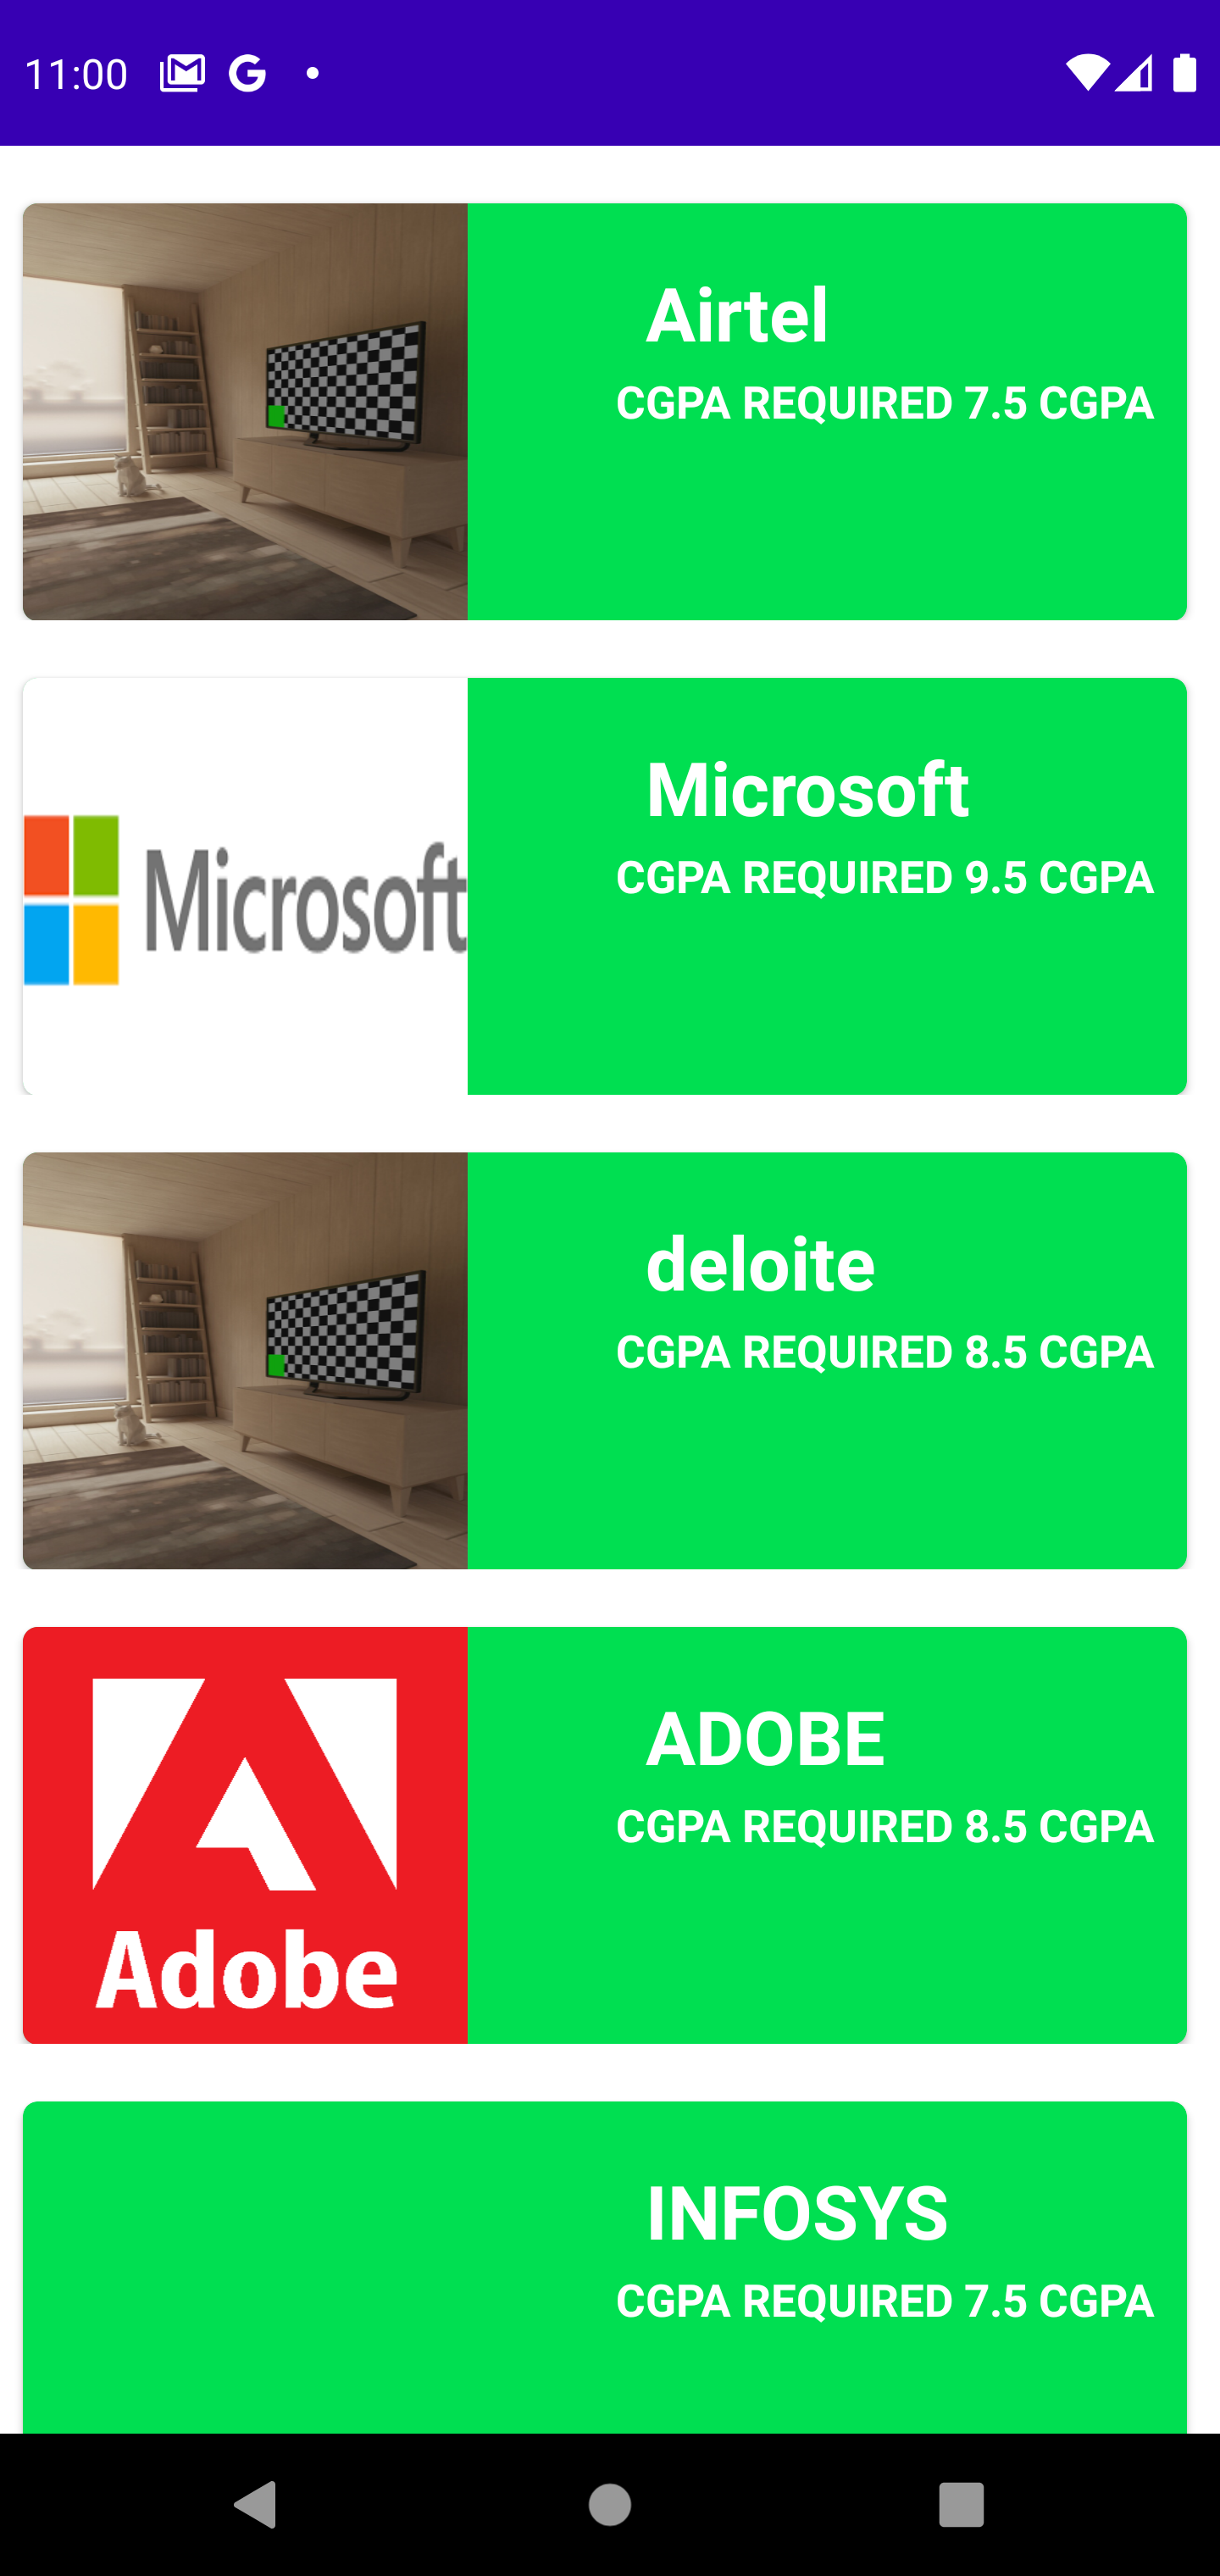 11:00
Airtel
CGPA REQUIRED 7.5 CGPA
Microsoft
Microsoft
CGPA REQUIRED 9.5 CGPA
deloite
CGPA REQUIRED 8.5 CGPA
Adobe
ADOBE
CGPA REQUIRED 8.5 CGPA
INFOSYS
CGPA REQUIRED 7.5 CGPA